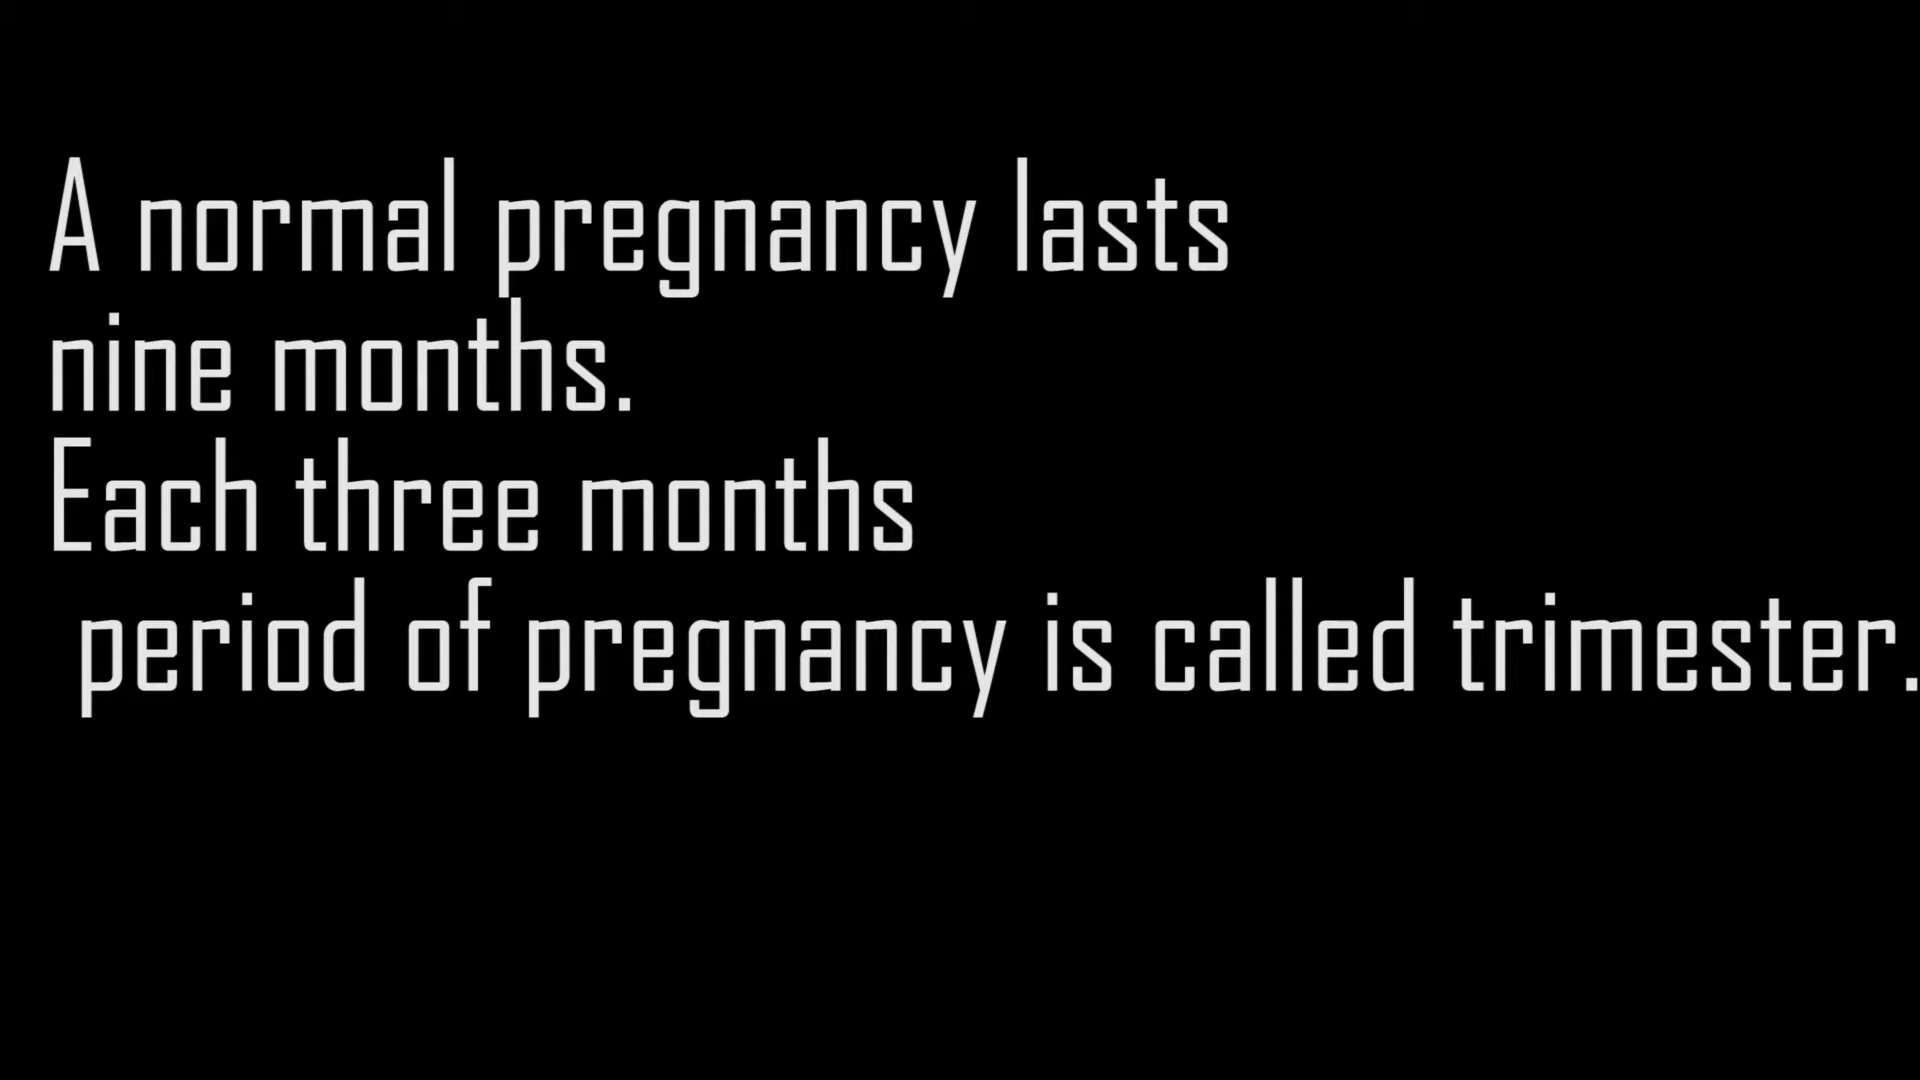 A normal pregnancy lasts
nine months.
Each three months
period of pregnancy is called trimester.